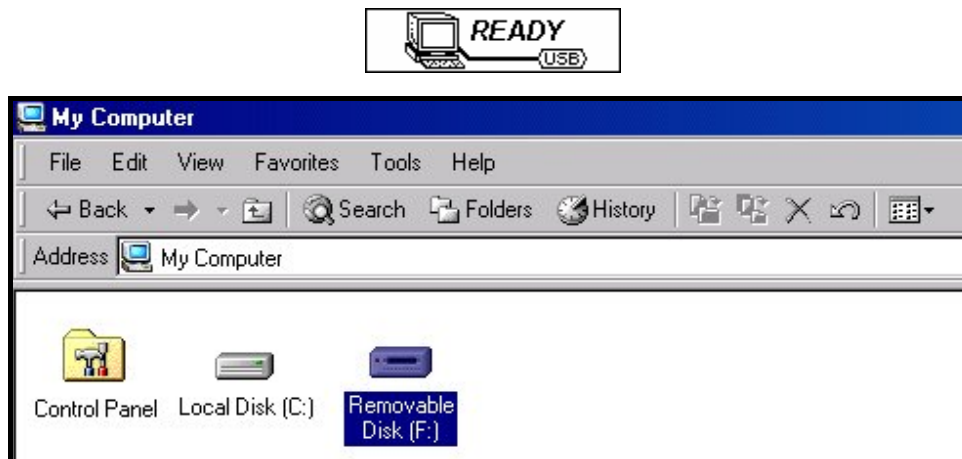 READY
USB
My Computer
File Edit View Favorites Tools Help
Back Search Folders History
Address My Computer
Control Panel Local Disk (C:) Removable
Disk (F:)